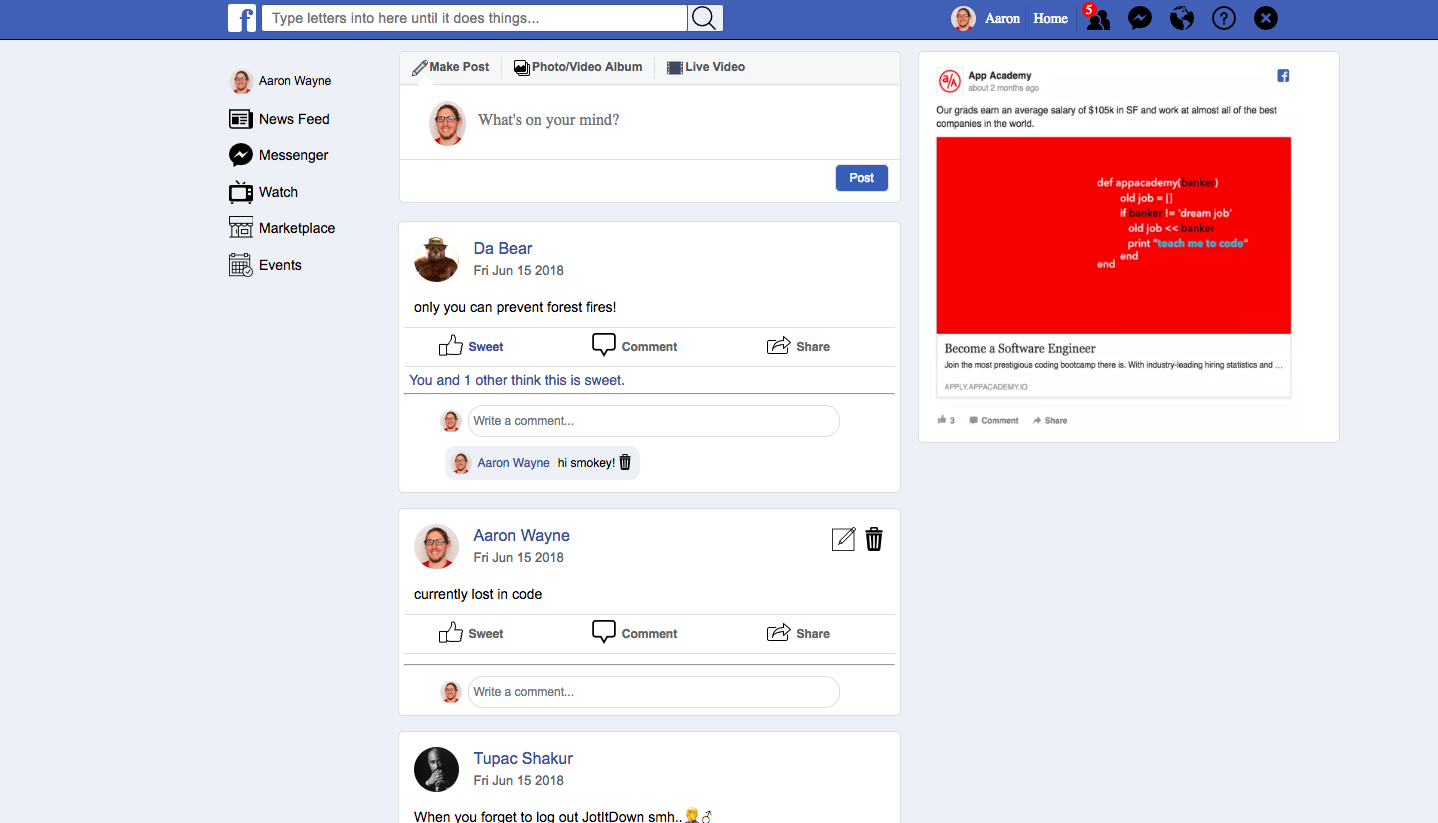 f
Type letters into here until it does things...
Aaron
Home
5
?
Aaron Wayne
News Feed
Messenger
Watch
Marketplace
Events
Make Post
Photo/Video Album
Live Video
What's on your mind?
Post
Da Bear
Fri Jun 15 2018
only you can prevent forest fires!
Sweet
Comment
Share
You and 1 other think this is sweet.
Write a comment...
Aaron Wayne hi smokey!
Aaron Wayne
Fri Jun 15 2018
currently lost in code
Sweet
Comment
Share
Write a comment...
Tupac Shakur
Fri Jun 15 2018
When you forget to log out JotItDown smh..🤦♂
a/A
App Academy
about 2 months ago
f
Our grads earn an average salary of $105k in SF and work at almost all of the best
companies in the world.
def appacademy(banker)
old job = []
if banker != 'dream job'
old job << banker
print "teach me to code"
end
end
Become a Software Engineer
Join the most prestigious coding bootcamp there is. With industry-leading hiring statistics and ...
APPLY.APPACADEMY.IO
3
Comment
Share